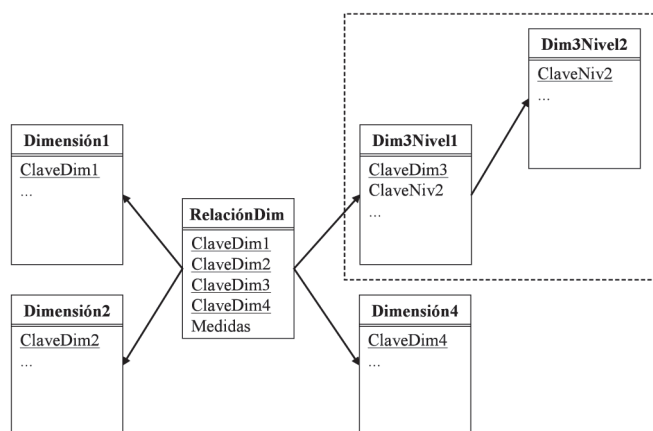 Dim3Nivel2
ClaveNiv2
...
Dimensión1
ClaveDim1
...
Dim3Nivel1
ClaveDim3
ClaveNiv2
...
RelaciónDim
ClaveDim1
ClaveDim2
ClaveDim3
ClaveDim4
Medidas
Dimensión2
ClaveDim2
...
Dimensión4
ClaveDim4
...